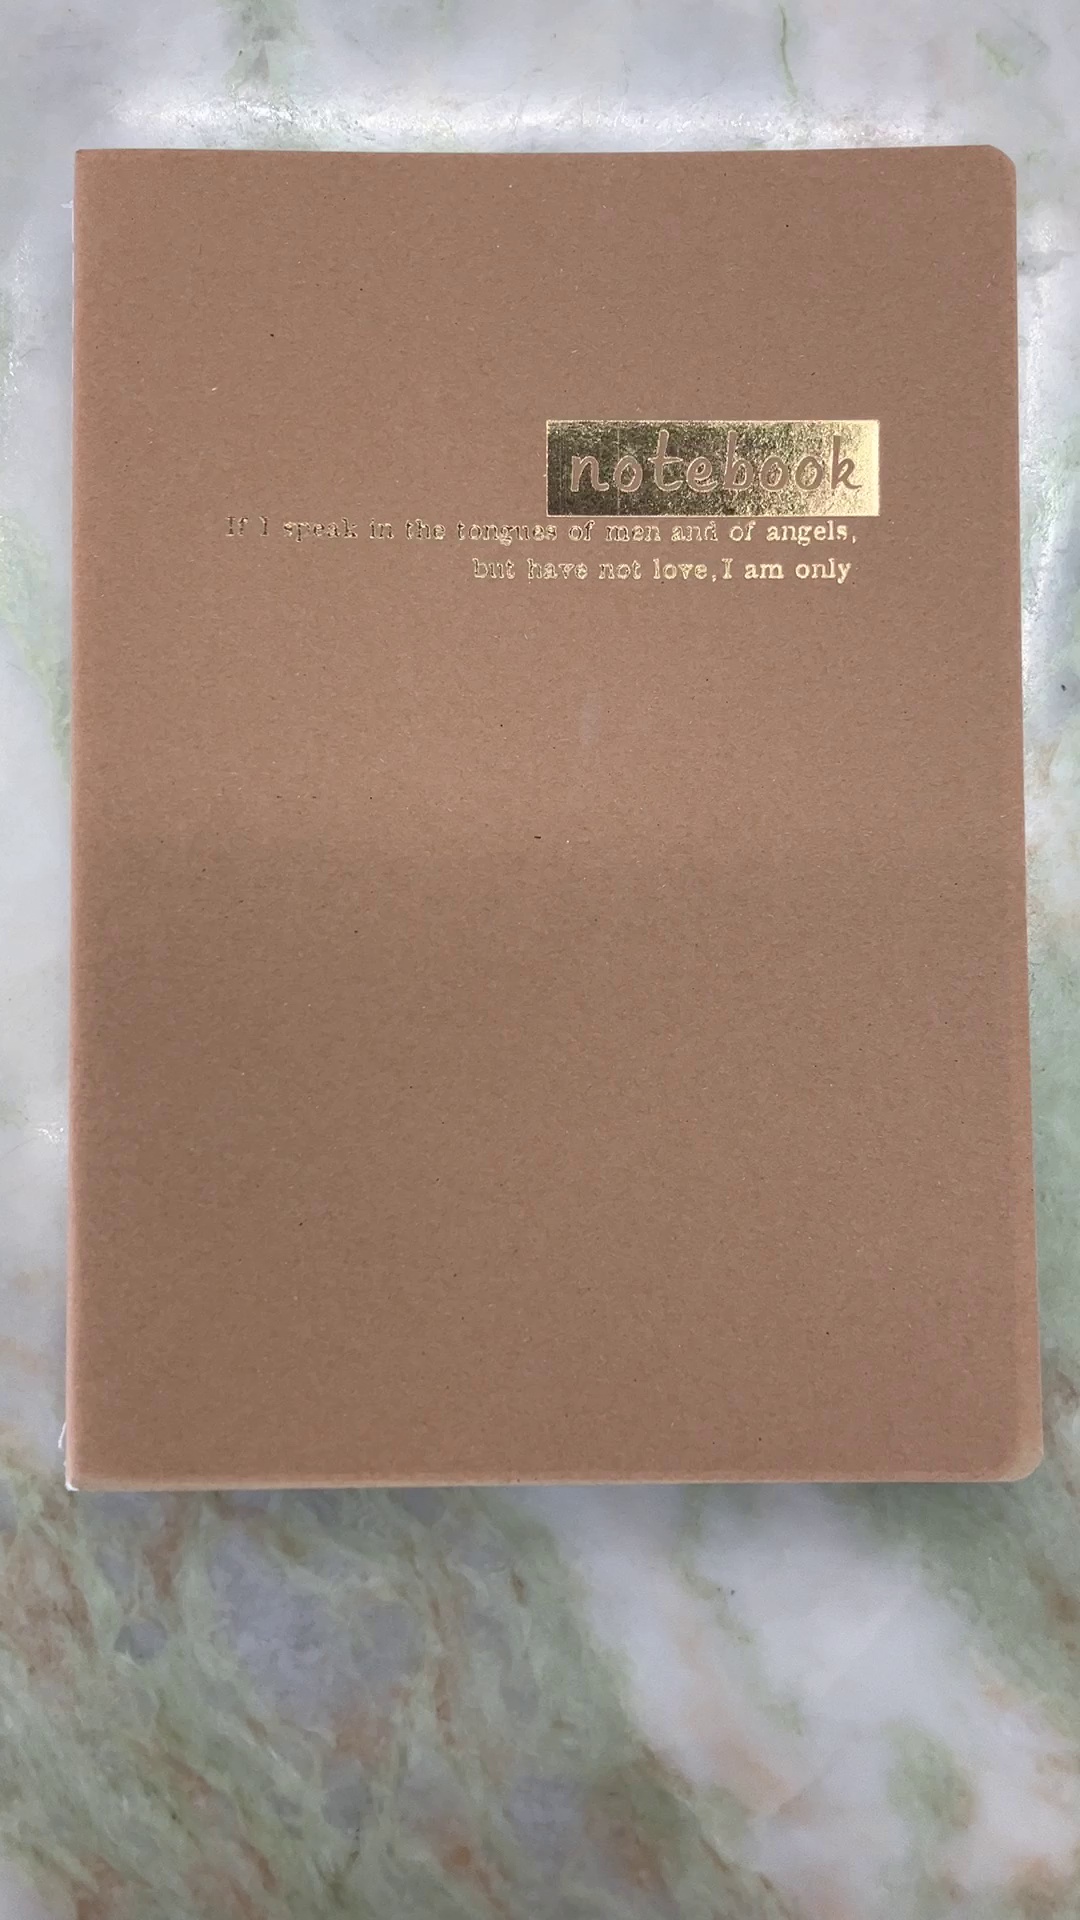 notebook
If I speak in the tongues of men and of angels,
but have not love,I am only